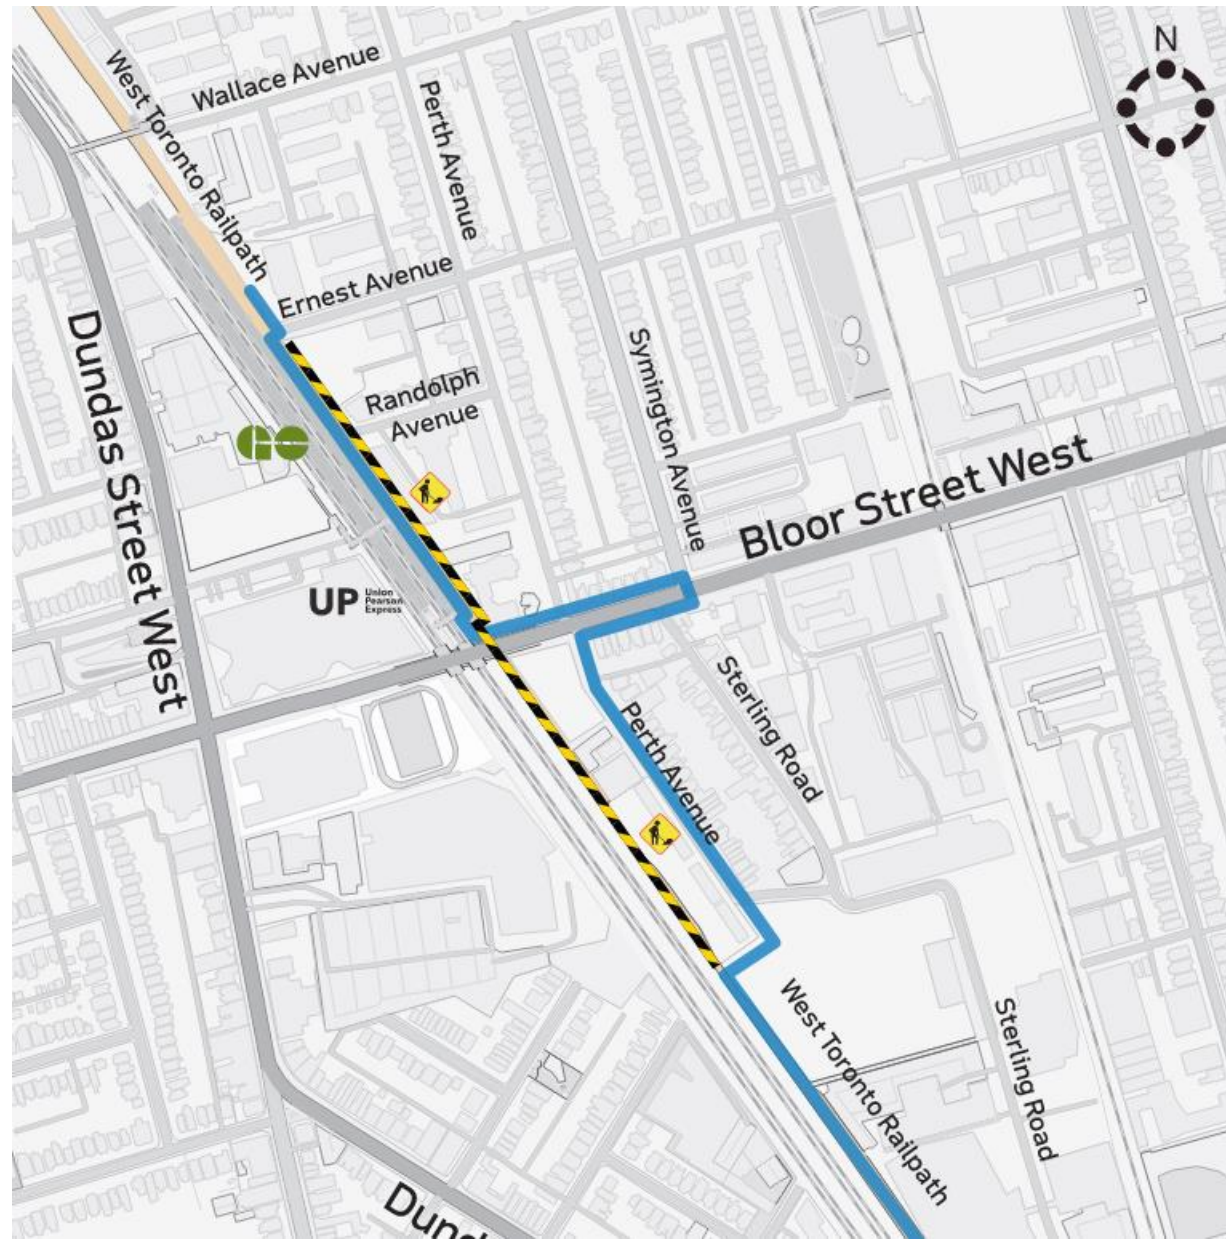 N
Wallace Avenue
West Toronto Railpath
Perth Avenue
Ernest Avenue
Dundas Street West
Randolph
Avenue
Symington Avenue
GO
Bloor Street West
UP
Union
Pearson
Express
Sterling Road
Perth Avenue
West Toronto Railpath
Sterling Road
Dund